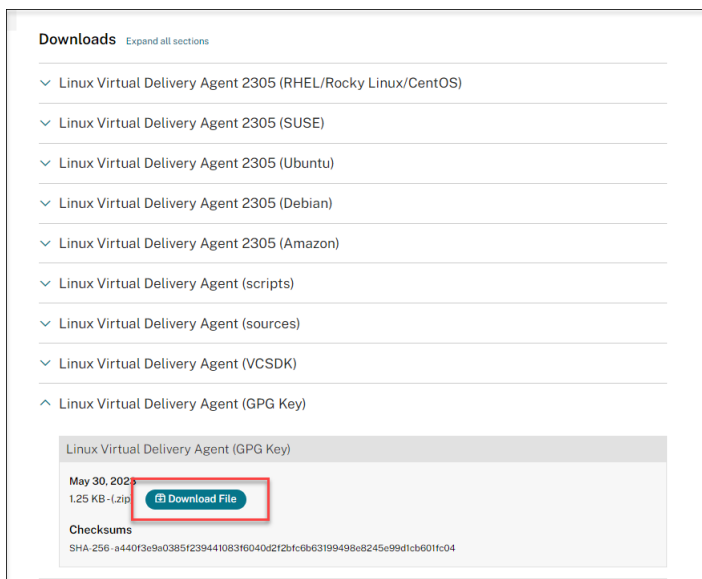 Downloads Expand all sections
Linux Virtual Delivery Agent 2305 (RHEL/Rocky Linux/CentOS)
Linux Virtual Delivery Agent 2305 (SUSE)
Linux Virtual Delivery Agent 2305 (Ubuntu)
Linux Virtual Delivery Agent 2305 (Debian)
Linux Virtual Delivery Agent 2305 (Amazon)
Linux Virtual Delivery Agent (scripts)
Linux Virtual Delivery Agent (sources)
Linux Virtual Delivery Agent (VCSDK)
Linux Virtual Delivery Agent (GPG Key)
Linux Virtual Delivery Agent (GPG Key)
May 30, 2023
1.25 KB - (.zip) Download File
Checksums
SHA-256 - a440f3e9a0385f239441083f6040d2f2bfc6b63199498e8245e99d1cb601fc04